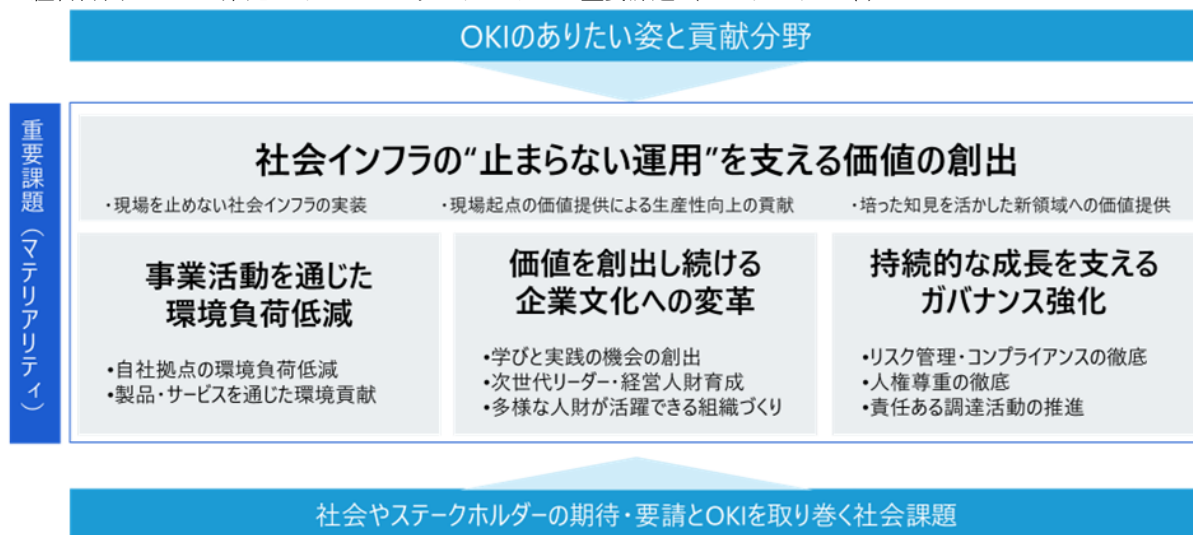 OKIのありたい姿と貢献分野
重要課題（マテリアリティ）
社会インフラの“止まらない運用”を支える価値の創出
・現場を止めない社会インフラの実装
・現場起点の価値提供による生産性向上の貢献
・培った知見を活かした新領域への価値提供
事業活動を通じた
環境負荷低減
•自社拠点の環境負荷低減
•製品・サービスを通じた環境貢献
価値を創出し続ける
企業文化への変革
•学びと実践の機会の創出
•次世代リーダー・経営人財育成
•多様な人財が活躍できる組織づくり
持続的な成長を支える
ガバナンス強化
•リスク管理・コンプライアンスの徹底
•人権尊重の徹底
•責任ある調達活動の推進
社会やステークホルダーの期待・要請とOKIを取り巻く社会課題